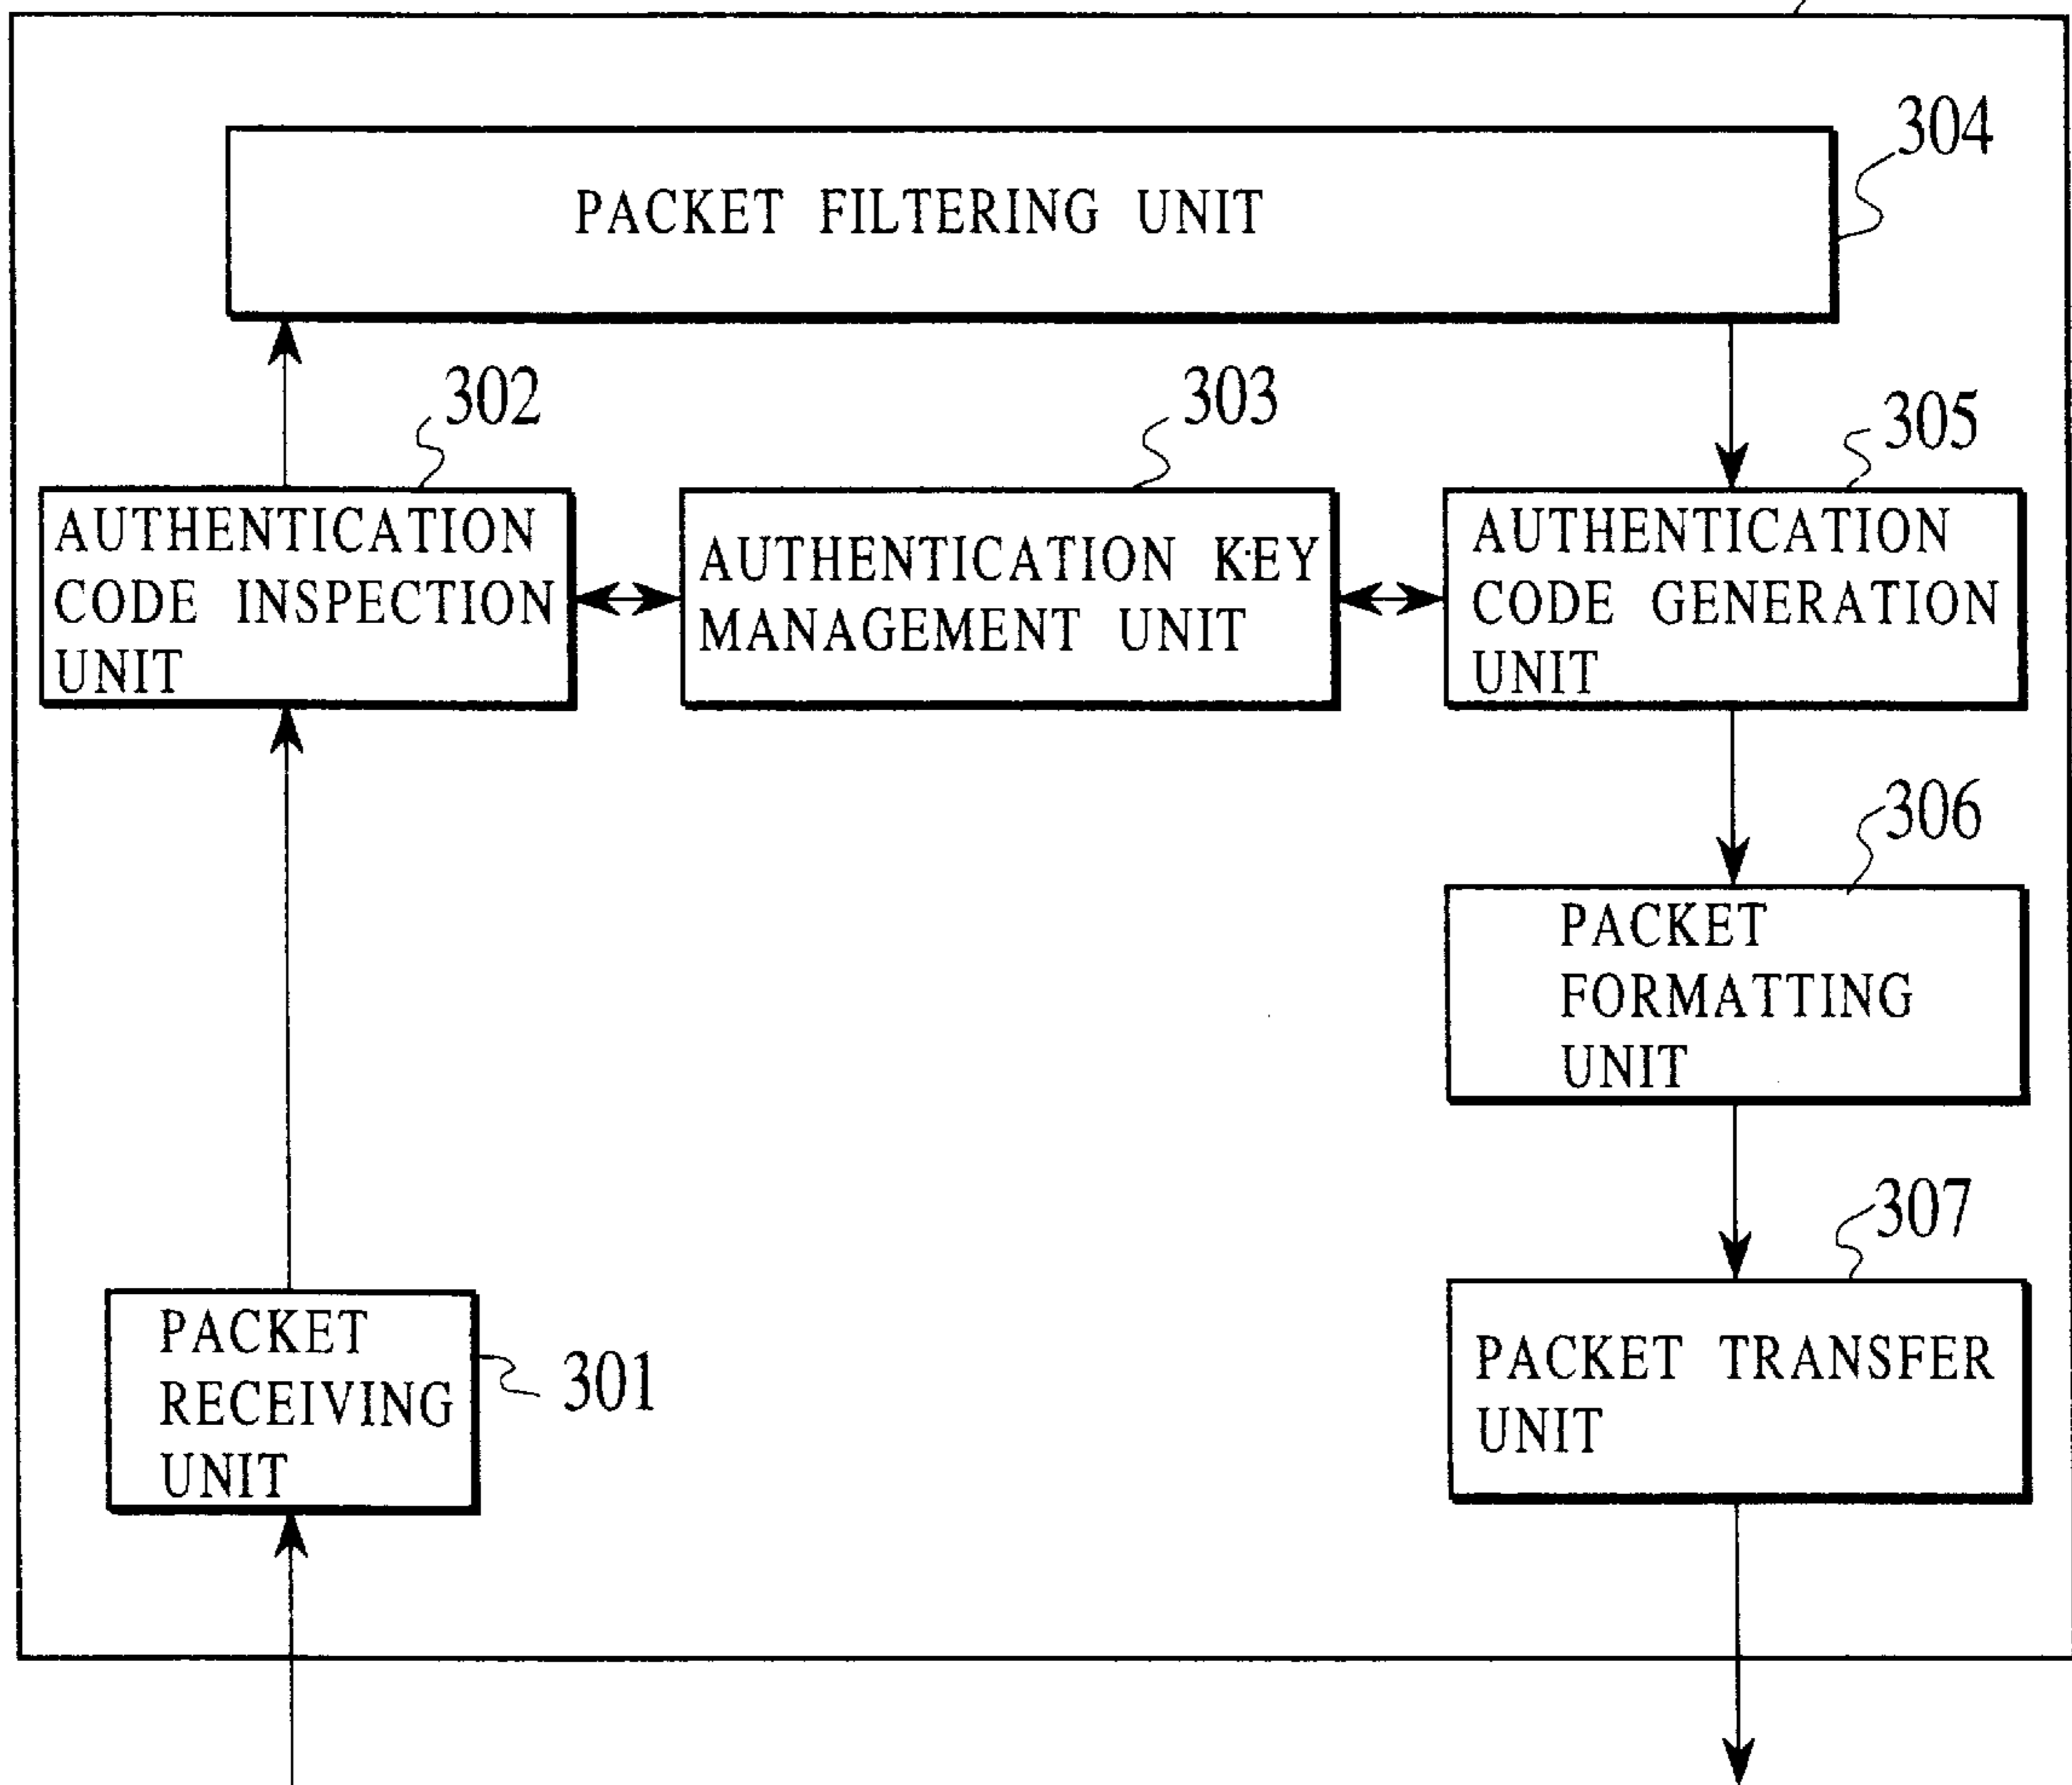 304
PACKET FILTERING UNIT
302
303
305
AUTHENTICATION
CODE INSPECTION
UNIT
AUTHENTICATION KEY
MANAGEMENT UNIT
AUTHENTICATION
CODE GENERATION
UNIT
306
PACKET
FORMATTING
UNIT
307
PACKET
RECEIVING
UNIT
301
PACKET TRANSFER
UNIT